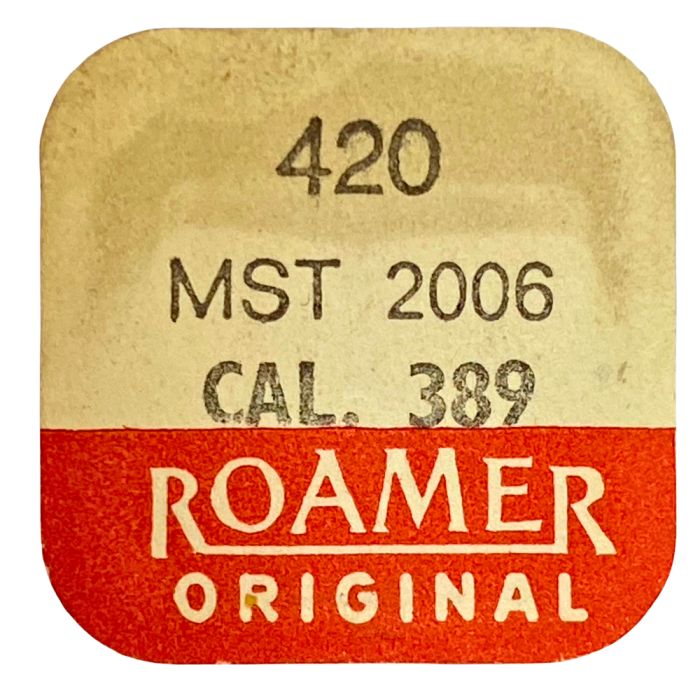 420
MST 2006
CAL. 389
ROAMER
ORIGINAL